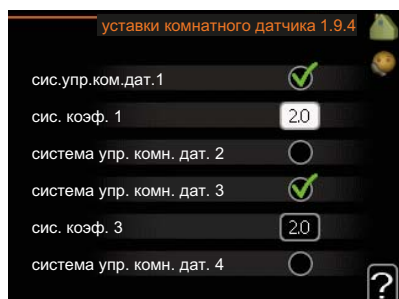 уставки комнатного датчика 1.9.4
сис.упр.ком.дат.1
сис. коэф. 1
2.0
система упр. комн. дат. 2
система упр. комн. дат. 3
сис. коэф. 3
2.0
система упр. комн. дат. 4
?